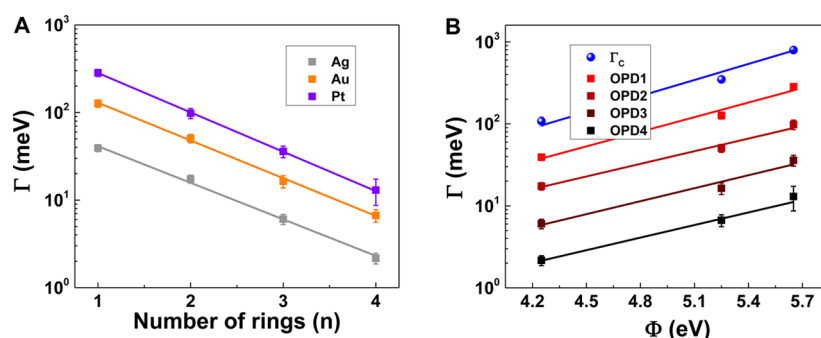 A
Γ (meV)
10³
10²
10¹
10⁰
Ag
Au
Pt
1 2 3 4
Number of rings (n)
B
Γ (meV)
10³
10²
10¹
10⁰
Γc
OPD1
OPD2
OPD3
OPD4
4.2 4.5 4.8 5.1 5.4 5.7
Φ (eV)